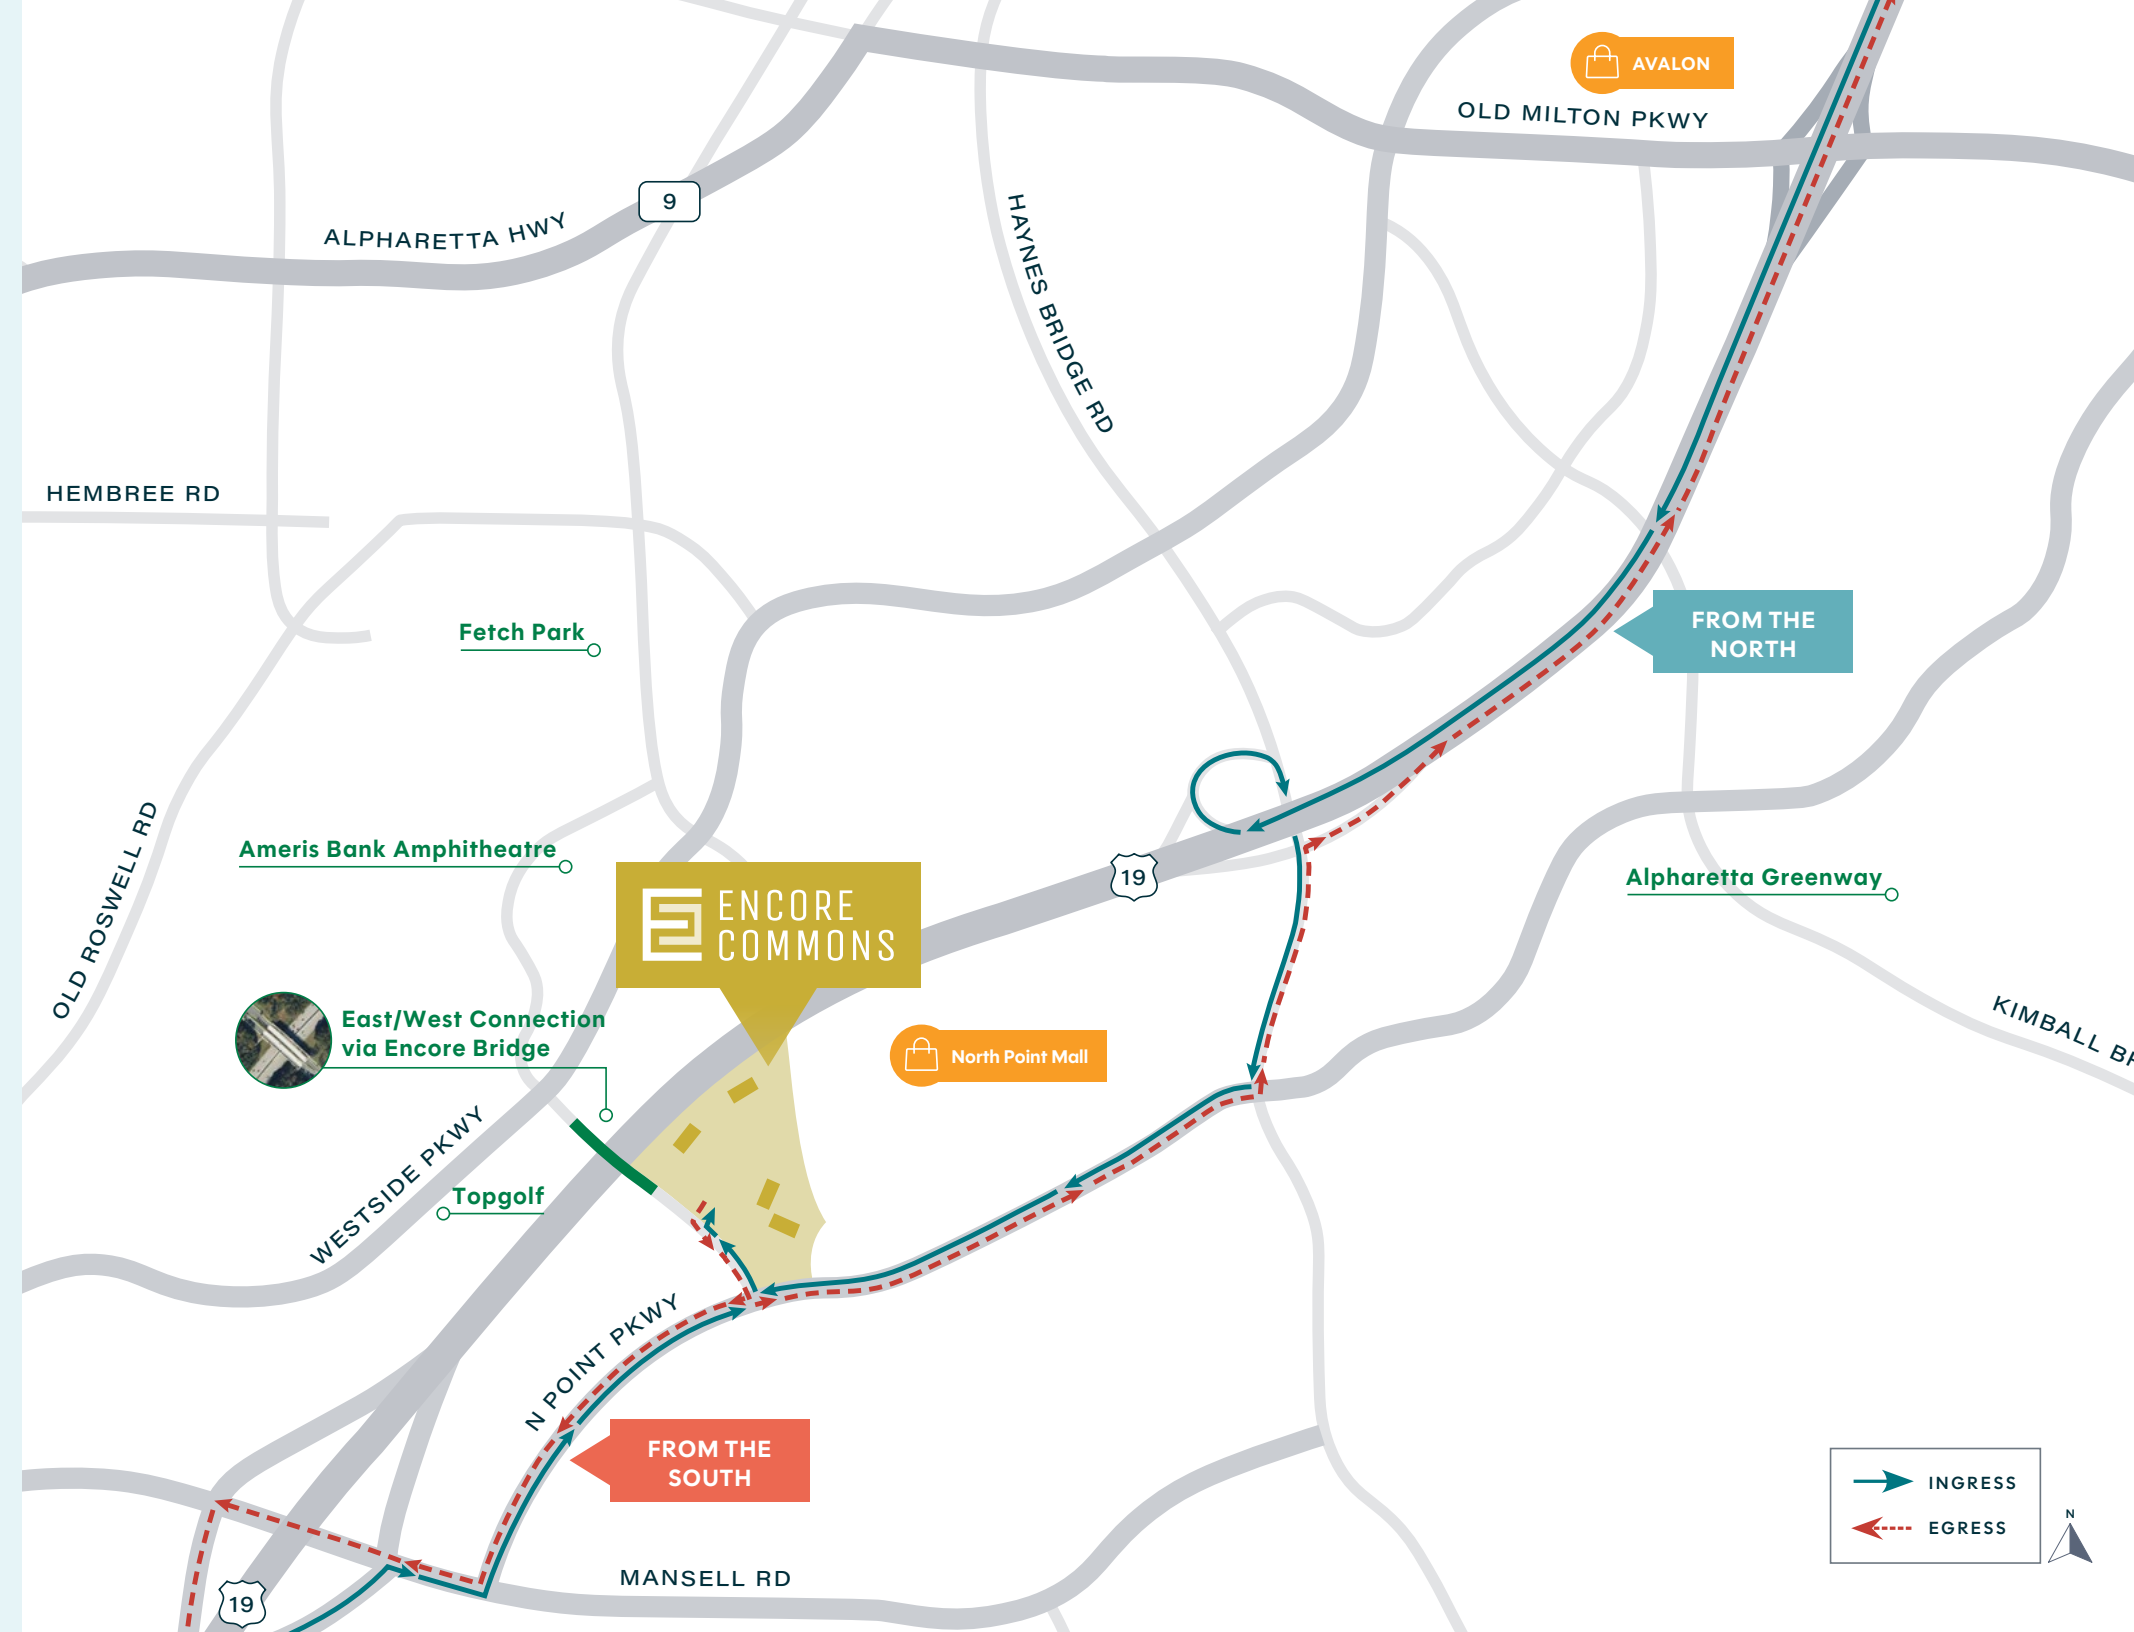 AVALON
OLD MILTON PKWY
9
ALPHARETTA HWY
HAYNES BRIDGE RD
HEMBREE RD
FROM THE
NORTH
Fetch Park
OLD ROSWELL RD
Ameris Bank Amphitheatre
19
Alpharetta Greenway
ENCORE
COMMONS
East/West Connection
via Encore Bridge
North Point Mall
KIMBALL BR
WESTSIDE PKWY
Topgolf
N POINT PKWY
FROM THE
SOUTH
INGRESS
EGRESS
N
MANSELL RD
19